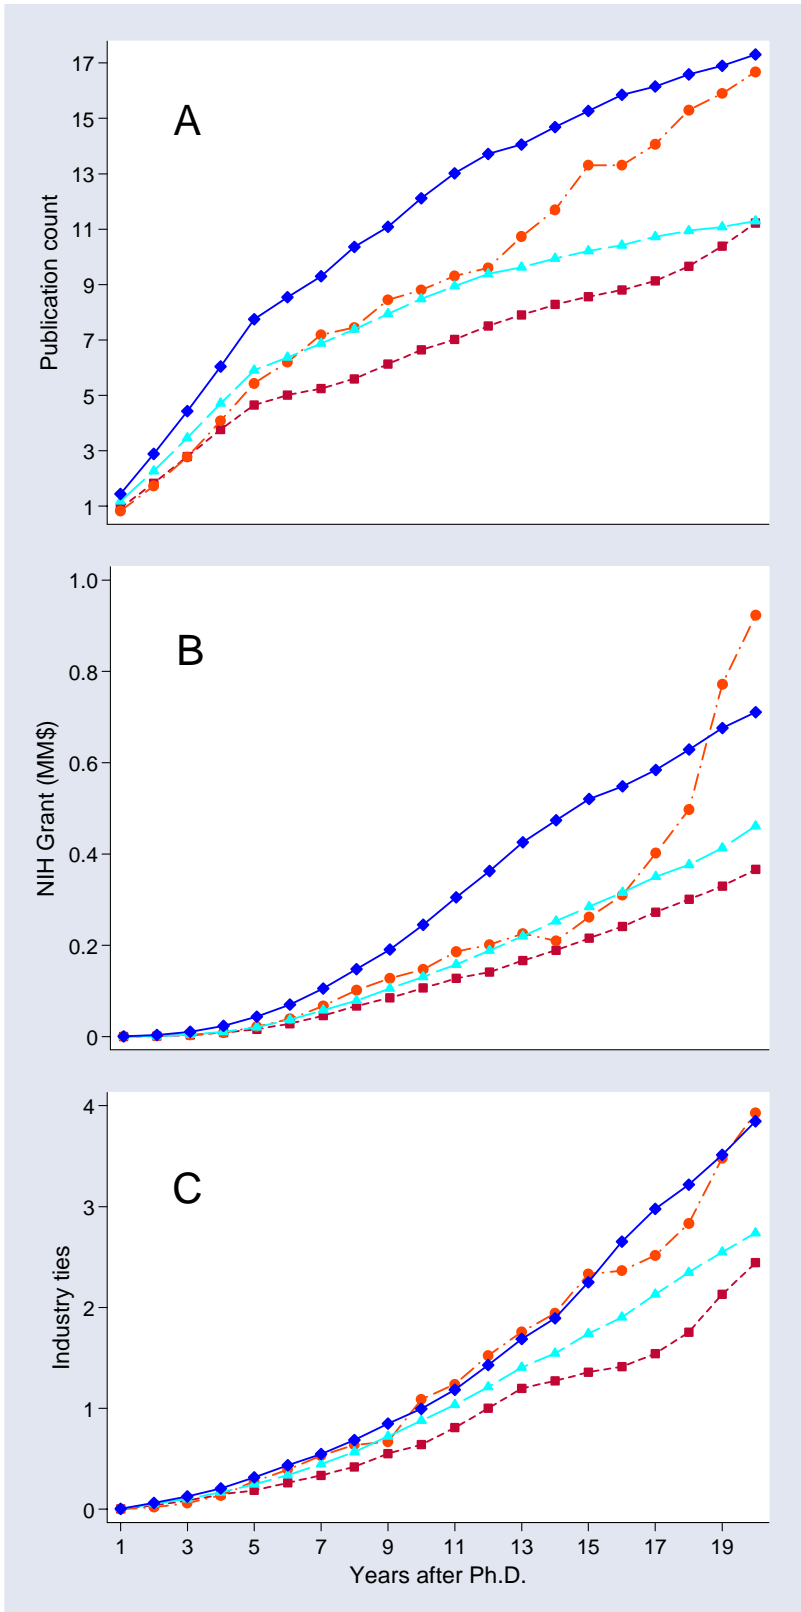 A
Publication count
17
15
13
11
9
7
5
3
1
B
NIH Grant (MM$)
1.0
0.8
0.6
0.4
0.2
0
C
Industry ties
4
3
2
1
0
1 3 5 7 9 11 13 15 17 19
Years after Ph.D.